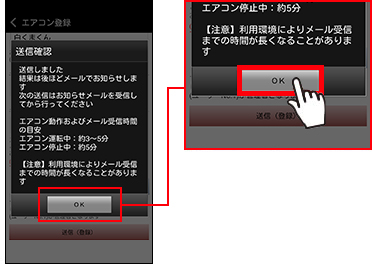 エアコン登録
白くまくん
送信確認
送信しました
結果は後ほどメールでお知らせしま
す
次の送信はお知らせメールを受信し
てから行ってください
エアコン動作およびメール受信時間
の目安
エアコン運転中：約3～5分
エアコン停止中：約5分
【注意】利用環境によりメール受信
までの時間が長くなることがありま
す
OK
送信（登録）
エアコン停止中：約5分
【注意】利用環境によりメール受信
までの時間が長くなることがありま
す
OK
送信（登録）